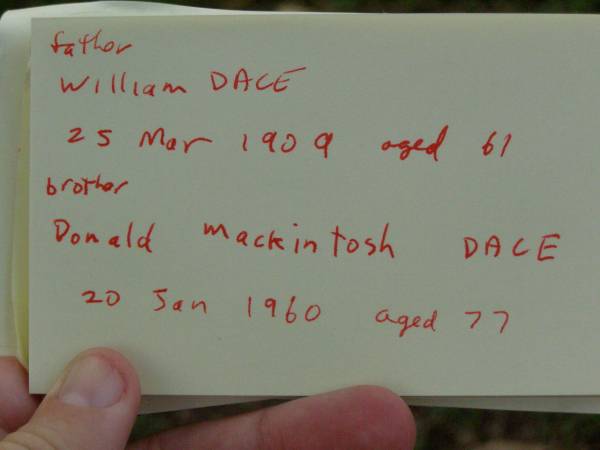 father
William DACE
25 Mar 1909 aged 61
brother
Donald Mackintosh DACE
20 Jan 1960 aged 77